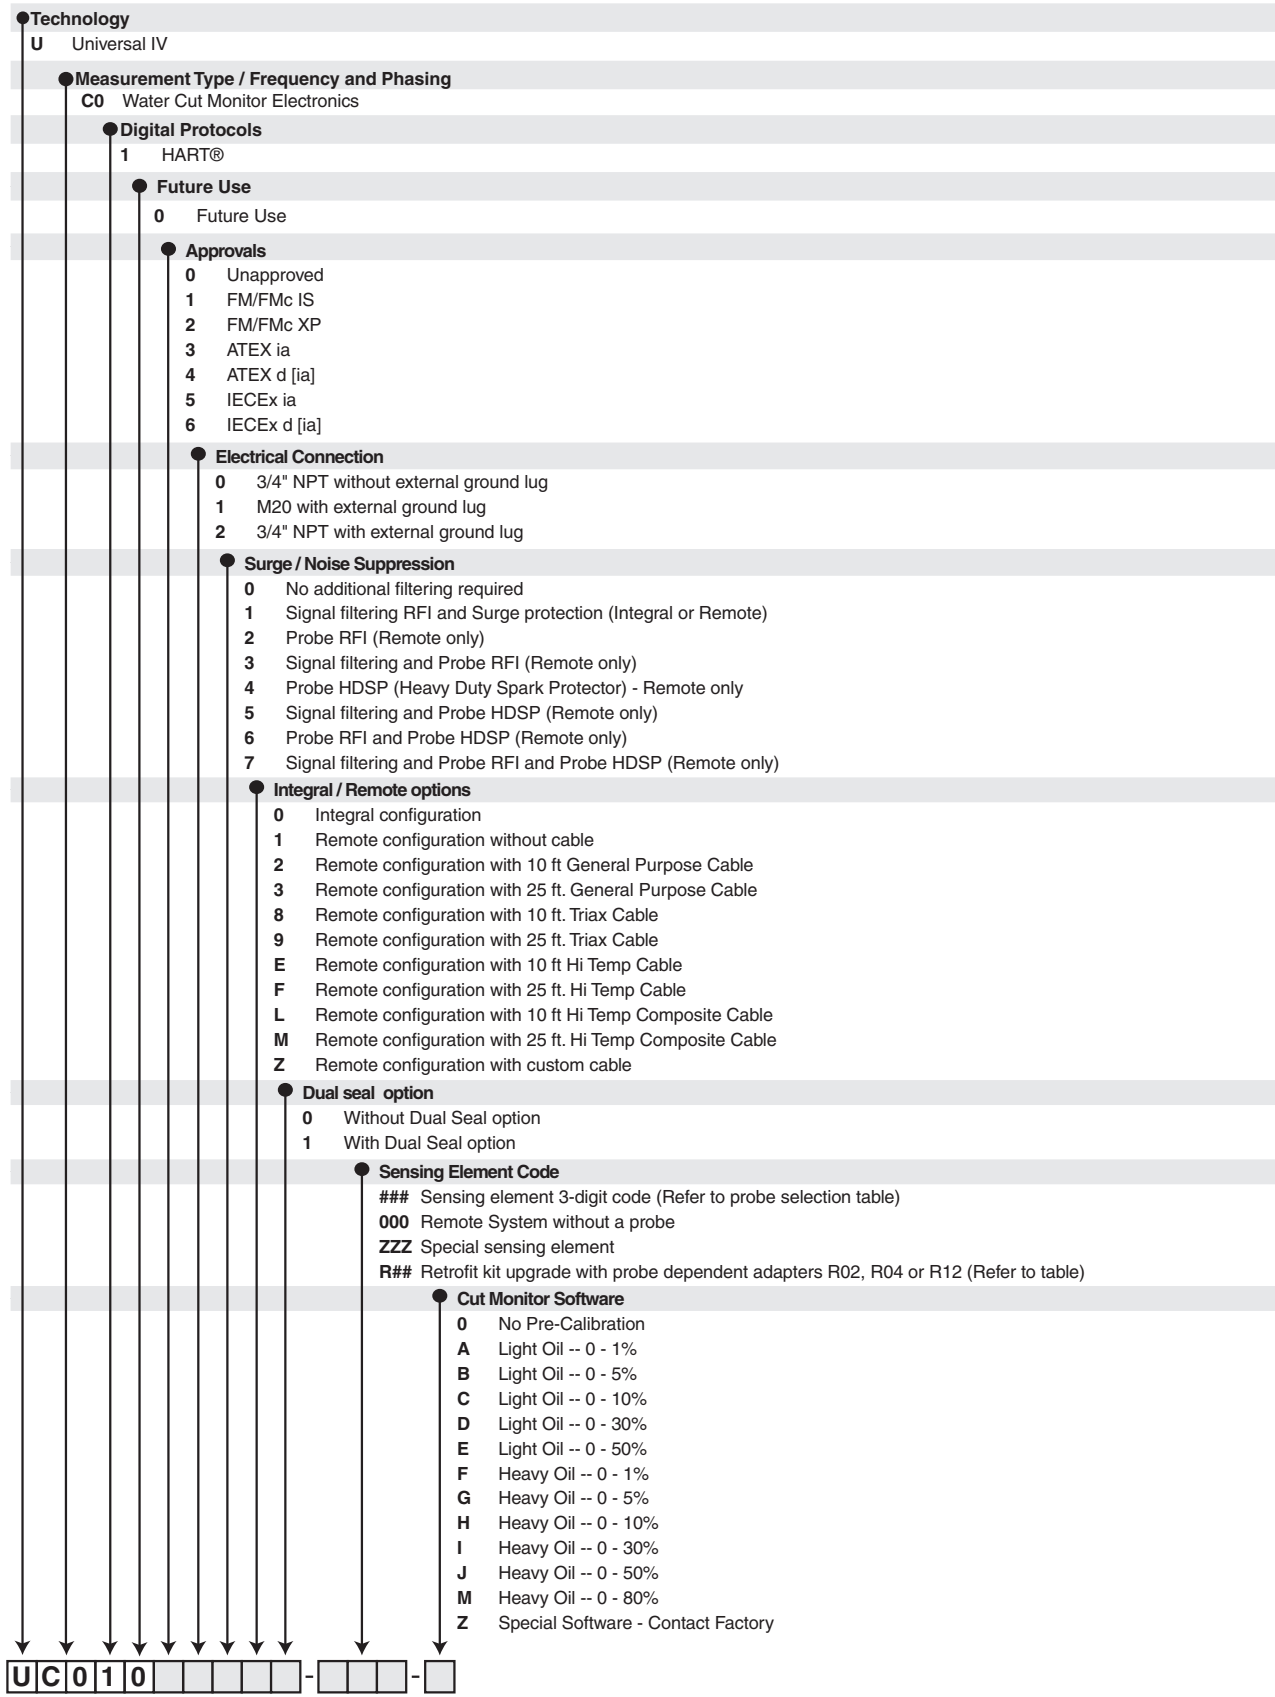 Technology
U Universal IV
Measurement Type / Frequency and Phasing
C0 Water Cut Monitor Electronics
Digital Protocols
1 HART®
Future Use
0 Future Use
Approvals
0 Unapproved
1 FM/FMc IS
2 FM/FMc XP
3 ATEX ia
4 ATEX d [ia]
5 IECEx ia
6 IECEx d [ia]
Electrical Connection
0 3/4" NPT without external ground lug
1 M20 with external ground lug
2 3/4" NPT with external ground lug
Surge / Noise Suppression
0 No additional filtering required
1 Signal filtering RFI and Surge protection (Integral or Remote)
2 Probe RFI (Remote only)
3 Signal filtering and Probe RFI (Remote only)
4 Probe HDSP (Heavy Duty Spark Protector) - Remote only
5 Signal filtering and Probe HDSP (Remote only)
6 Probe RFI and Probe HDSP (Remote only)
7 Signal filtering and Probe RFI and Probe HDSP (Remote only)
Integral / Remote options
0 Integral configuration
1 Remote configuration without cable
2 Remote configuration with 10 ft General Purpose Cable
3 Remote configuration with 25 ft. General Purpose Cable
8 Remote configuration with 10 ft. Triax Cable
9 Remote configuration with 25 ft. Triax Cable
E Remote configuration with 10 ft Hi Temp Cable
F Remote configuration with 25 ft. Hi Temp Cable
L Remote configuration with 10 ft Hi Temp Composite Cable
M Remote configuration with 25 ft. Hi Temp Composite Cable
Z Remote configuration with custom cable
Dual seal option
0 Without Dual Seal option
1 With Dual Seal option
Sensing Element Code
### Sensing element 3-digit code (Refer to probe selection table)
000 Remote System without a probe
ZZZ Special sensing element
R## Retrofit kit upgrade with probe dependent adapters R02, R04 or R12 (Refer to table)
Cut Monitor Software
0 No Pre-Calibration
A Light Oil -- 0 - 1%
B Light Oil -- 0 - 5%
C Light Oil -- 0 - 10%
D Light Oil -- 0 - 30%
E Light Oil -- 0 - 50%
F Heavy Oil -- 0 - 1%
G Heavy Oil -- 0 - 5%
H Heavy Oil -- 0 - 10%
I Heavy Oil -- 0 - 30%
J Heavy Oil -- 0 - 50%
M Heavy Oil -- 0 - 80%
Z Special Software - Contact Factory
U C 0 1 0 - -